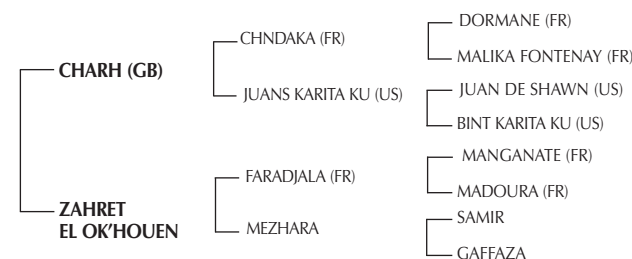 DORMANE (FR)
CHNDAKA (FR)
MALIKA FONTENAY (FR)
CHARH (GB)
JUANS KARITA KU (US)
JUAN DE SHAWN (US)
BINT KARITA KU (US)
MANGANATE (FR)
FARADJALA (FR)
MADOURA (FR)
ZAHRET
EL OK'HOUEN
MEZHARA
SAMIR
GAFFAZA